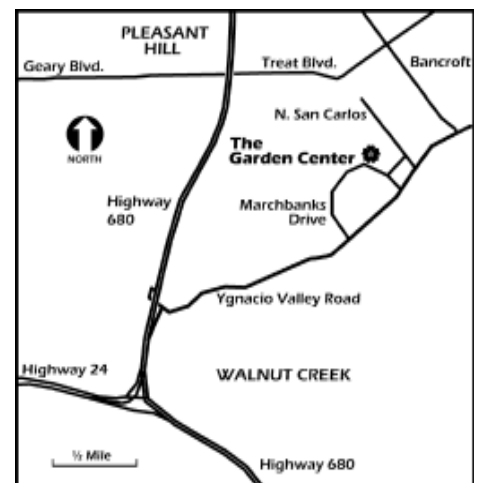 PLEASANT
HILL
Geary Blvd.
Treat Blvd.
Bancroft
N. San Carlos
NORTH
The
Garden Center
Highway
680
Marchbanks
Drive
Ygnacio Valley Road
Highway 24
WALNUT CREEK
½ Mile
Highway 680